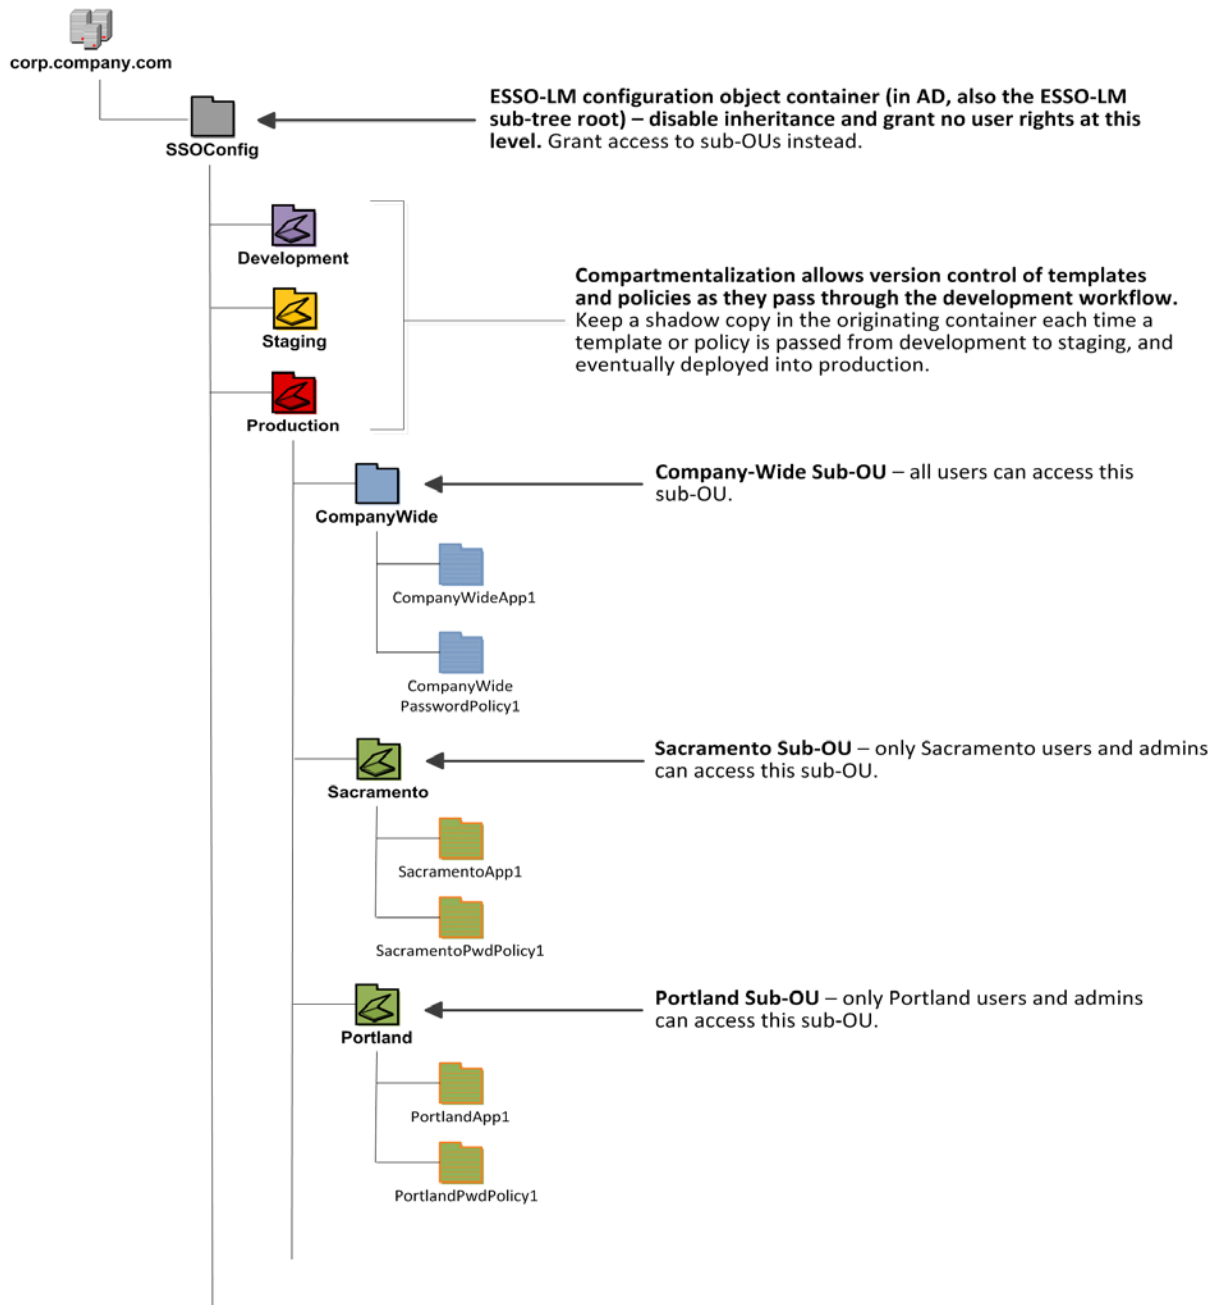 corp.company.com
ESSO-LM configuration object container (in AD, also the ESSO-LM
sub-tree root) – disable inheritance and grant no user rights at this
level. Grant access to sub-OUs instead.
SSOConfig
Development
Compartmentalization allows version control of templates
and policies as they pass through the development workflow.
Keep a shadow copy in the originating container each time a
template or policy is passed from development to staging, and
eventually deployed into production.
Staging
Production
Company-Wide Sub-OU – all users can access this
sub-OU.
CompanyWide
CompanyWideApp1
CompanyWide
PasswordPolicy1
Sacramento Sub-OU – only Sacramento users and admins
can access this sub-OU.
Sacramento
SacramentoApp1
SacramentoPwdPolicy1
Portland Sub-OU – only Portland users and admins
can access this sub-OU.
Portland
PortlandApp1
PortlandPwdPolicy1